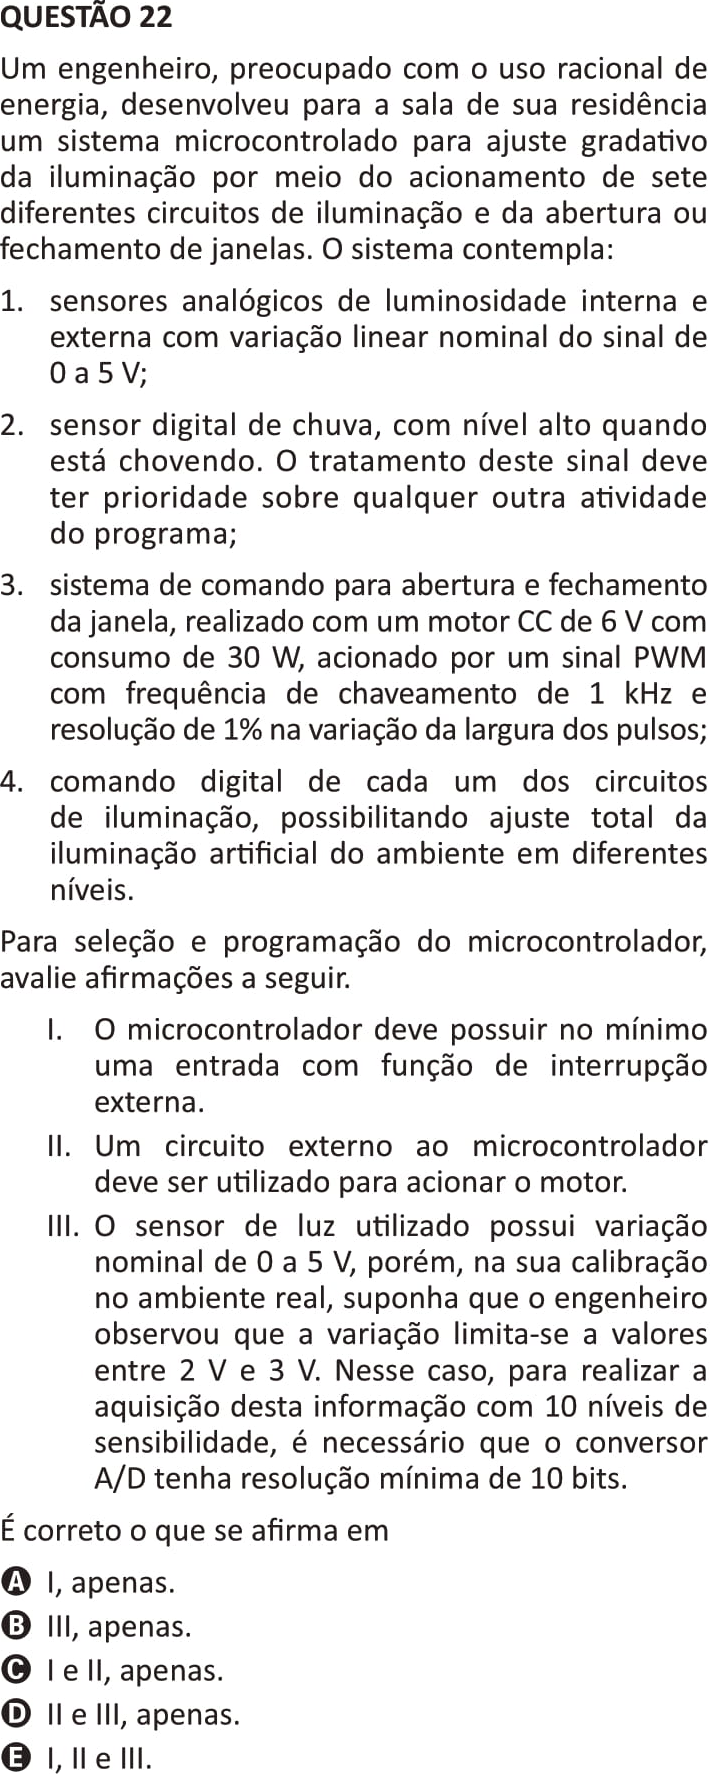 QUESTÃO 22
Um engenheiro, preocupado com o uso racional de
energia, desenvolveu para a sala de sua residência
um sistema microcontrolado para ajuste gradativo
da iluminação por meio do acionamento de sete
diferentes circuitos de iluminação e da abertura ou
fechamento de janelas. O sistema contempla:
1. sensores analógicos de luminosidade interna e
externa com variação linear nominal do sinal de
0 a 5 V;
2. sensor digital de chuva, com nível alto quando
está chovendo. O tratamento deste sinal deve
ter prioridade sobre qualquer outra atividade
do programa;
3. sistema de comando para abertura e fechamento
da janela, realizado com um motor CC de 6 V com
consumo de 30 W, acionado por um sinal PWM
com frequência de chaveamento de 1 kHz e
resolução de 1% na variação da largura dos pulsos;
4. comando digital de cada um dos circuitos
de iluminação, possibilitando ajuste total da
iluminação artificial do ambiente em diferentes
níveis.
Para seleção e programação do microcontrolador,
avalie afirmações a seguir.
I. O microcontrolador deve possuir no mínimo
uma entrada com função de interrupção
externa.
II. Um circuito externo ao microcontrolador
deve ser utilizado para acionar o motor.
III. O sensor de luz utilizado possui variação
nominal de 0 a 5 V, porém, na sua calibração
no ambiente real, suponha que o engenheiro
observou que a variação limita-se a valores
entre 2 V e 3 V. Nesse caso, para realizar a
aquisição desta informação com 10 níveis de
sensibilidade, é necessário que o conversor
A/D tenha resolução mínima de 10 bits.
É correto o que se afirma em
A I, apenas.
B III, apenas.
C I e II, apenas.
D II e III, apenas.
E I, II e III.